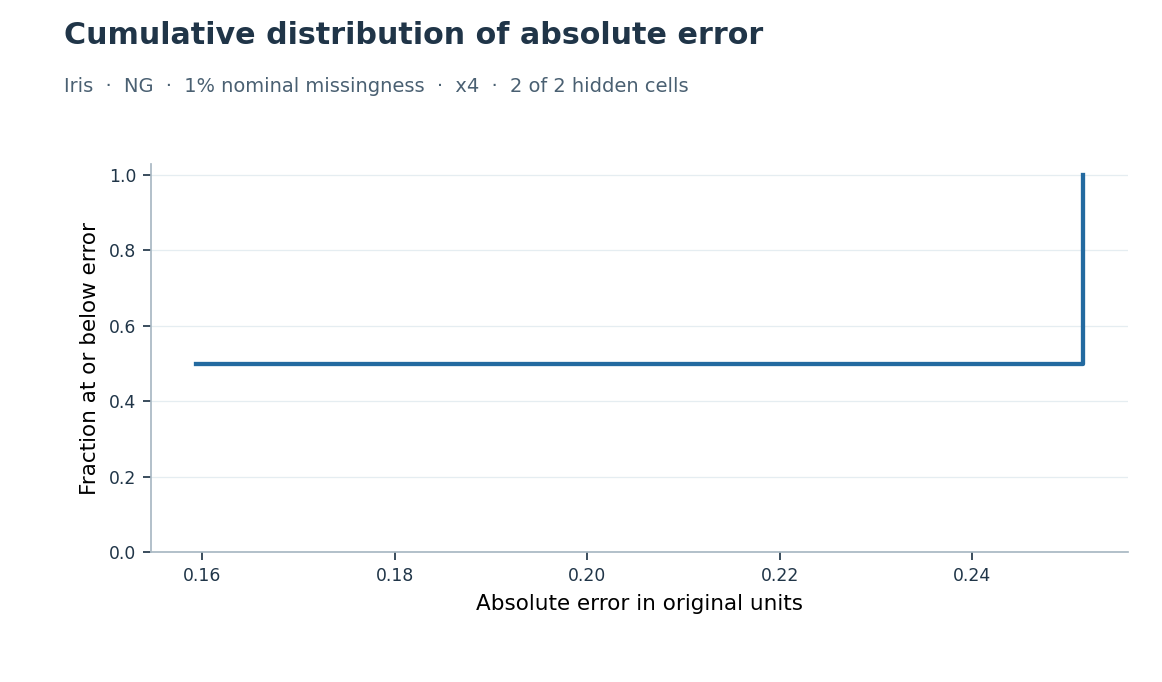 Cumulative distribution of absolute error
Iris · NG · 1% nominal missingness · x4 · 2 of 2 hidden cells
Fraction at or below error
1.0
0.8
0.6
0.4
0.2
0.0
0.16 0.18 0.20 0.22 0.24
Absolute error in original units